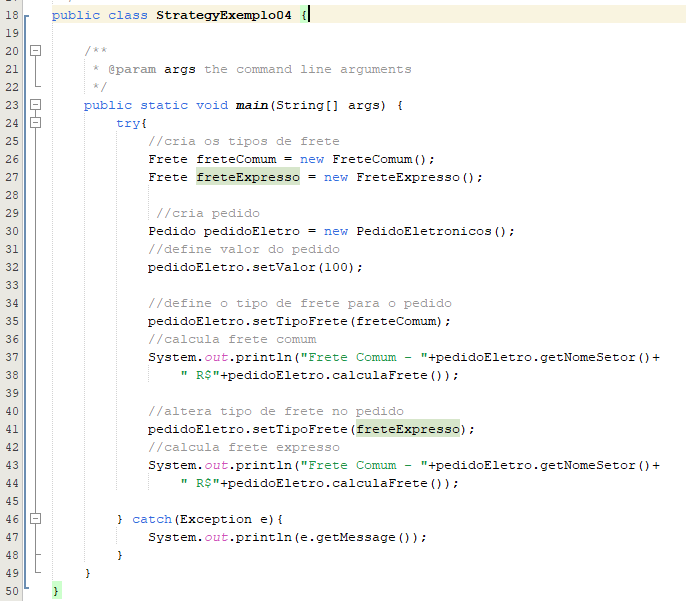 18 public class StrategyExemplo04 {
19
20 /**
21 * @param args the command line arguments
22 */
23 public static void main(String[] args) {
24 try{
25 //cria os tipos de frete
26 Frete freteComum = new FreteComum();
27 Frete freteExpresso = new FreteExpresso();
28
29 //cria pedido
30 Pedido pedidoEletro = new PedidoEletronicos();
31 //define valor do pedido
32 pedidoEletro.setValor(100);
33
34 //define o tipo de frete para o pedido
35 pedidoEletro.setTipoFrete(freteComum);
36 //calcula frete comum
37 System.out.println("Frete Comum - "+pedidoEletro.getNomeSetor()+
38 " R$"+pedidoEletro.calculaFrete());
39
40 //altera tipo de frete no pedido
41 pedidoEletro.setTipoFrete(freteExpresso);
42 //calcula frete expresso
43 System.out.println("Frete Comum - "+pedidoEletro.getNomeSetor()+
44 " R$"+pedidoEletro.calculaFrete());
45
46 } catch(Exception e){
47 System.out.println(e.getMessage());
48 }
49 }
50 }